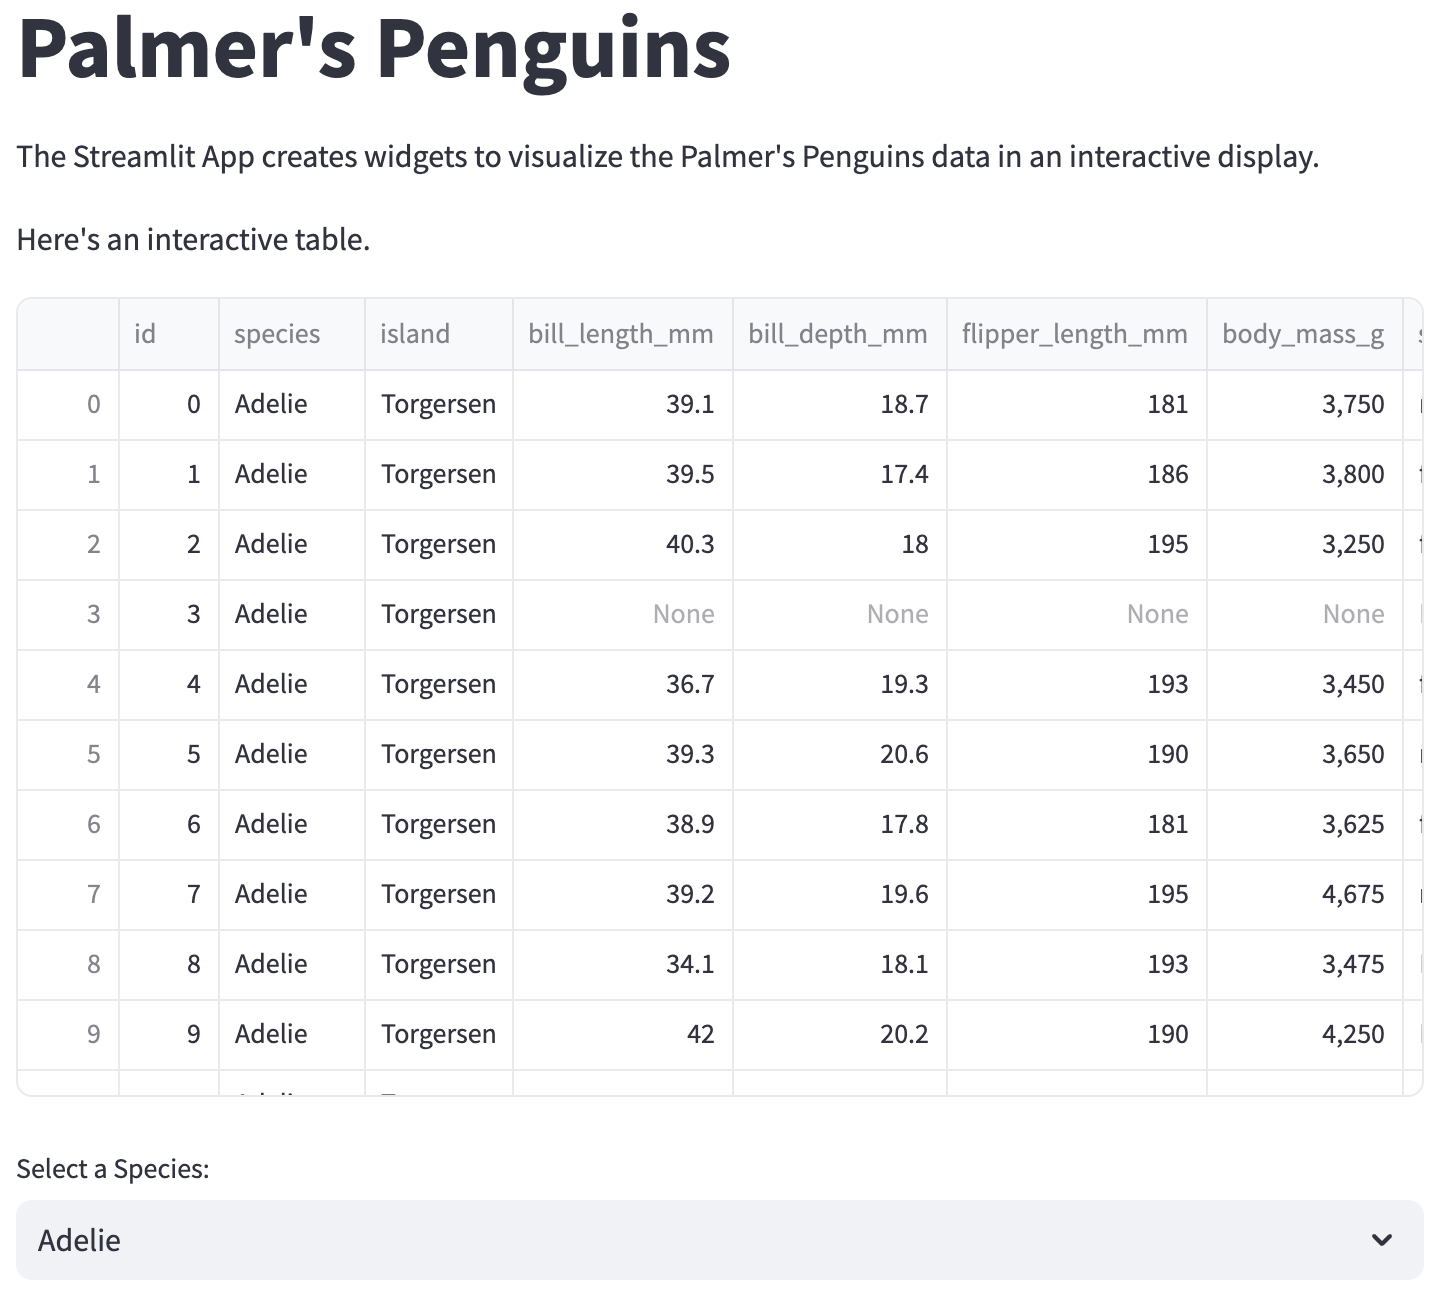 Palmer's Penguins
The Streamlit App creates widgets to visualize the Palmer's Penguins data in an interactive display.
Here's an interactive table.
id species island bill_length_mm bill_depth_mm flipper_length_mm body_mass_g
0 0 Adelie Torgersen 39.1 18.7 181 3,750
1 1 Adelie Torgersen 39.5 17.4 186 3,800
2 2 Adelie Torgersen 40.3 18 195 3,250
3 3 Adelie Torgersen None None None None
4 4 Adelie Torgersen 36.7 19.3 193 3,450
5 5 Adelie Torgersen 39.3 20.6 190 3,650
6 6 Adelie Torgersen 38.9 17.8 181 3,625
7 7 Adelie Torgersen 39.2 19.6 195 4,675
8 8 Adelie Torgersen 34.1 18.1 193 3,475
9 9 Adelie Torgersen 42 20.2 190 4,250
Select a Species:
Adelie